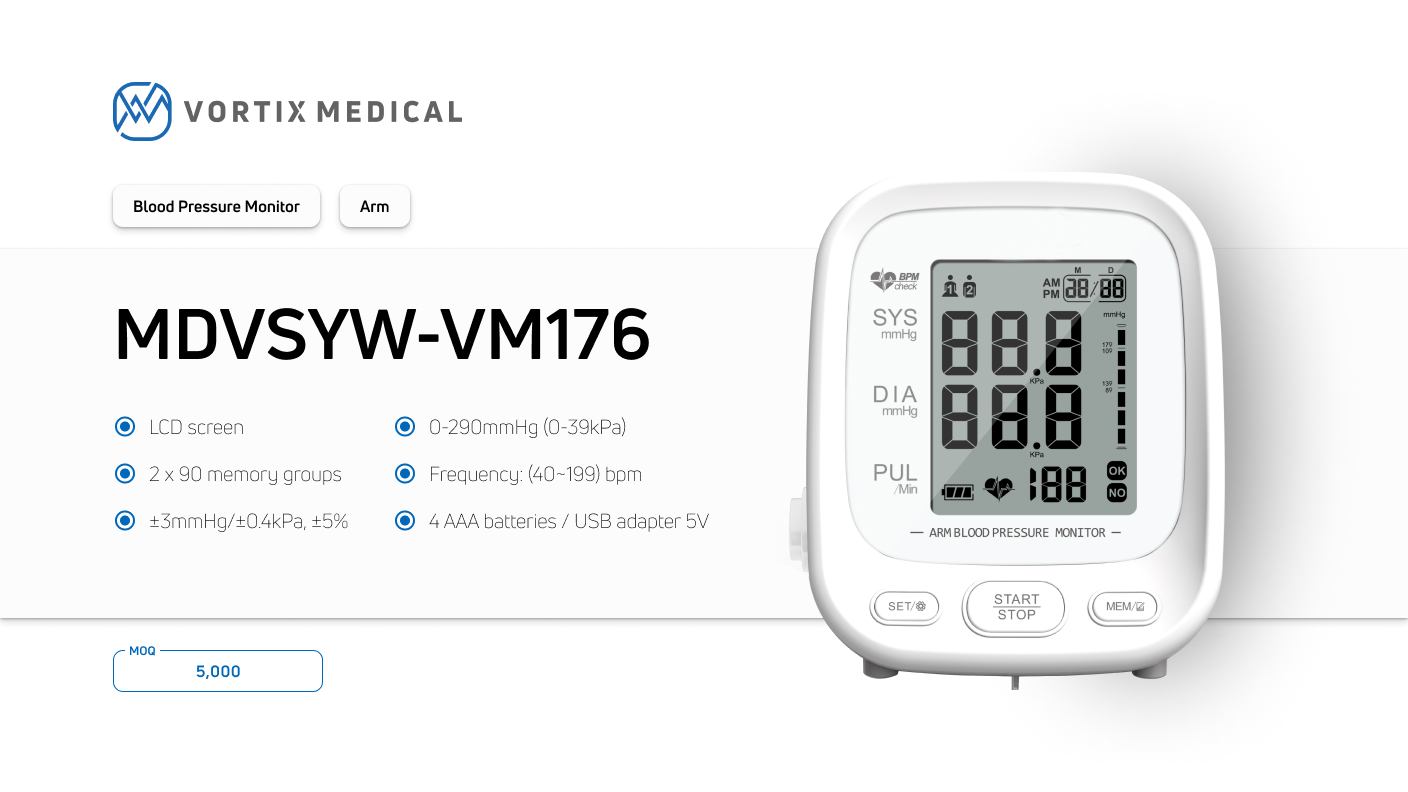 VORTIX MEDICAL
Blood Pressure Monitor
Arm
MDVSYW-VM176
LCD screen
0-290mmHg (0-39kPa)
2 x 90 memory groups
Frequency: (40~199) bpm
±3mmHg/±0.4kPa, ±5%
4 AAA batteries / USB adapter 5V
MOQ
5,000
BPM
check
1 2
AM
PM
M D
28/88
SYS
mmHg
88.8
KPa
mmHg
179
109
139
89
DIA
mmHg
88.8
KPa
PUL
/Min
188
OK
NO
— ARM BLOOD PRESSURE MONITOR —
SET/
START
STOP
MEM/